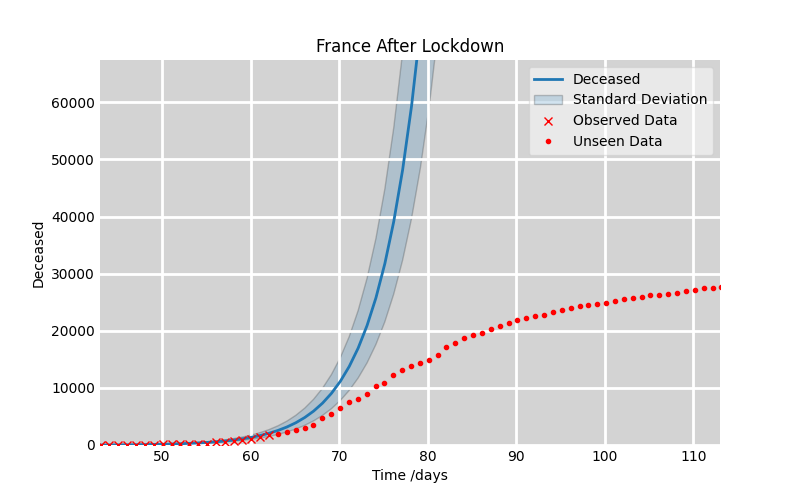 France After Lockdown
Deceased
Standard Deviation
Observed Data
Unseen Data
60000
50000
40000
30000
20000
10000
0
Deceased
50
60
70
80
90
100
110
Time /days